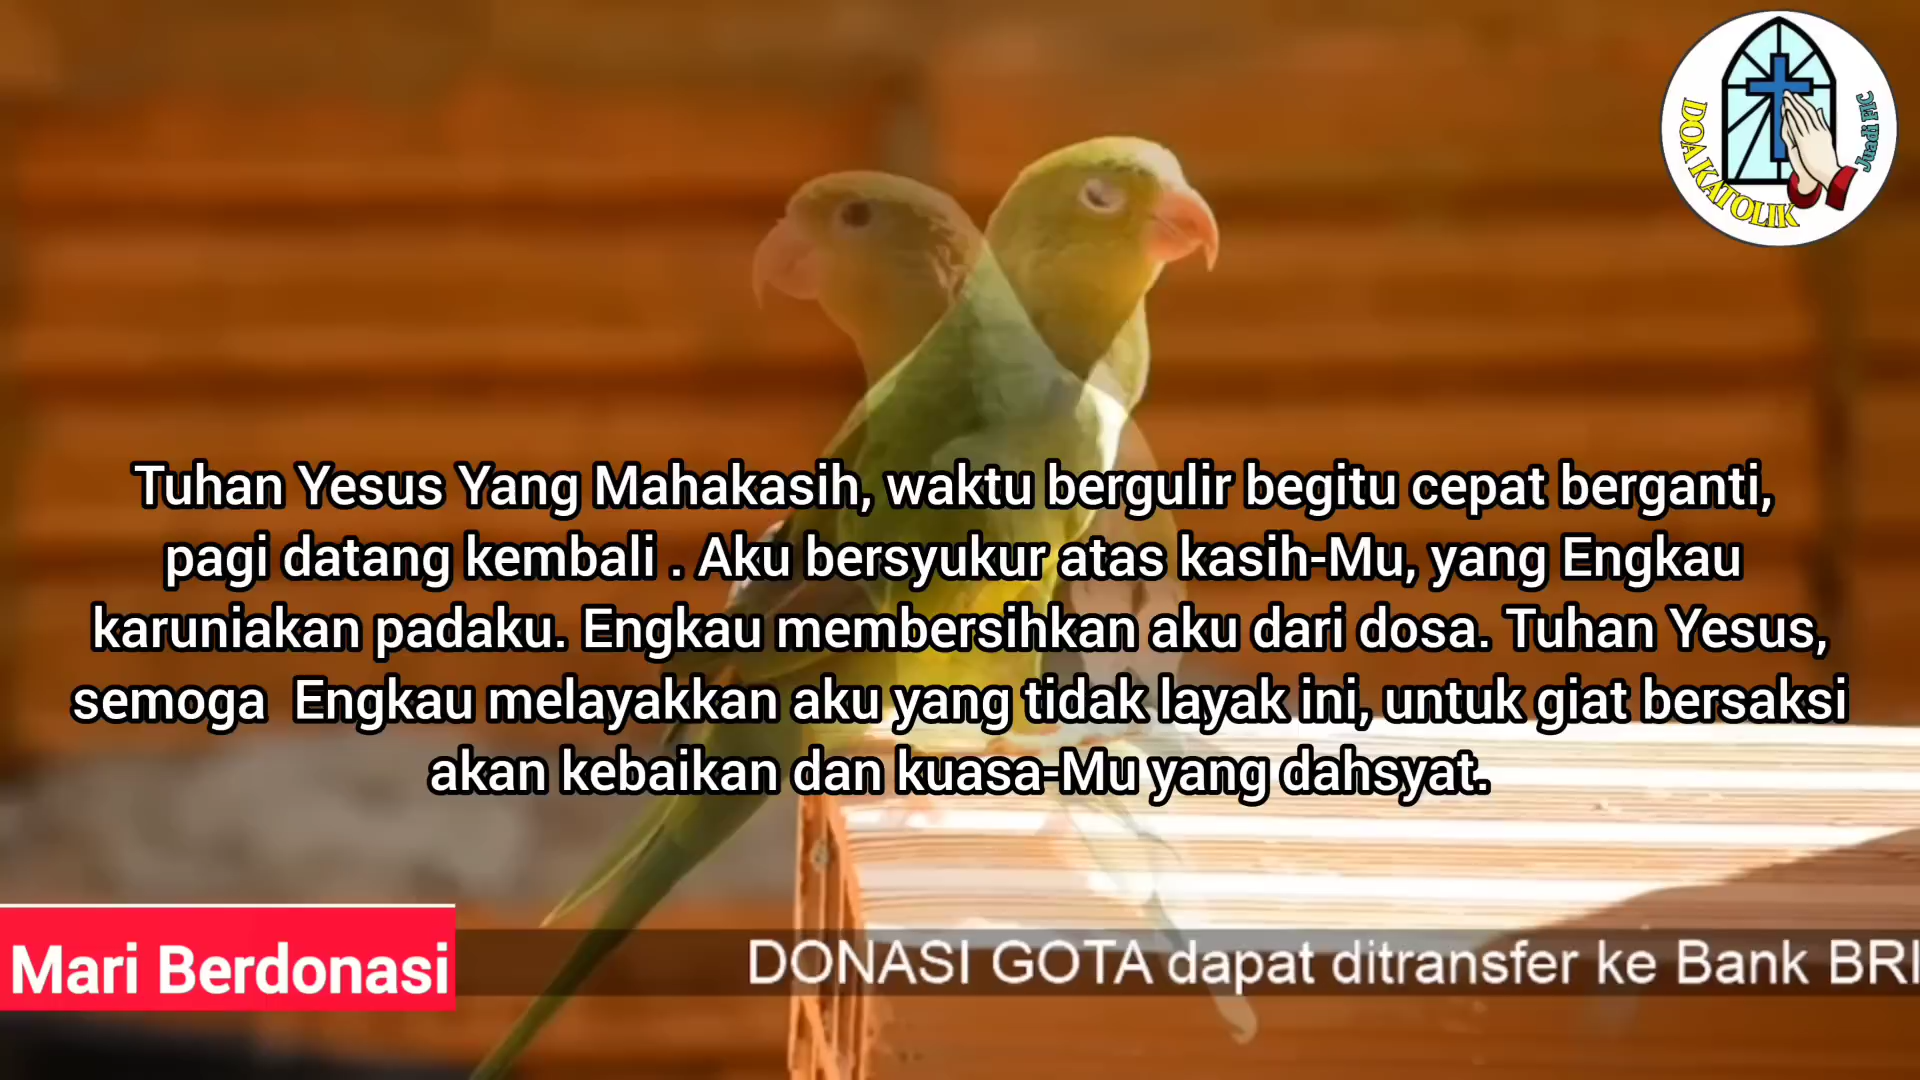 DOA KATOLIK
Juadi FIC
Tuhan Yesus Yang Mahakasih, waktu bergulir begitu cepat berganti,
pagi datang kembali . Aku bersyukur atas kasih-Mu, yang Engkau
karuniakan padaku. Engkau membersihkan aku dari dosa. Tuhan Yesus,
semoga  Engkau melayakkan aku yang tidak layak ini, untuk giat bersaksi
akan kebaikan dan kuasa-Mu yang dahsyat.
Mari Berdonasi
DONASI GOTA dapat ditransfer ke Bank BRI